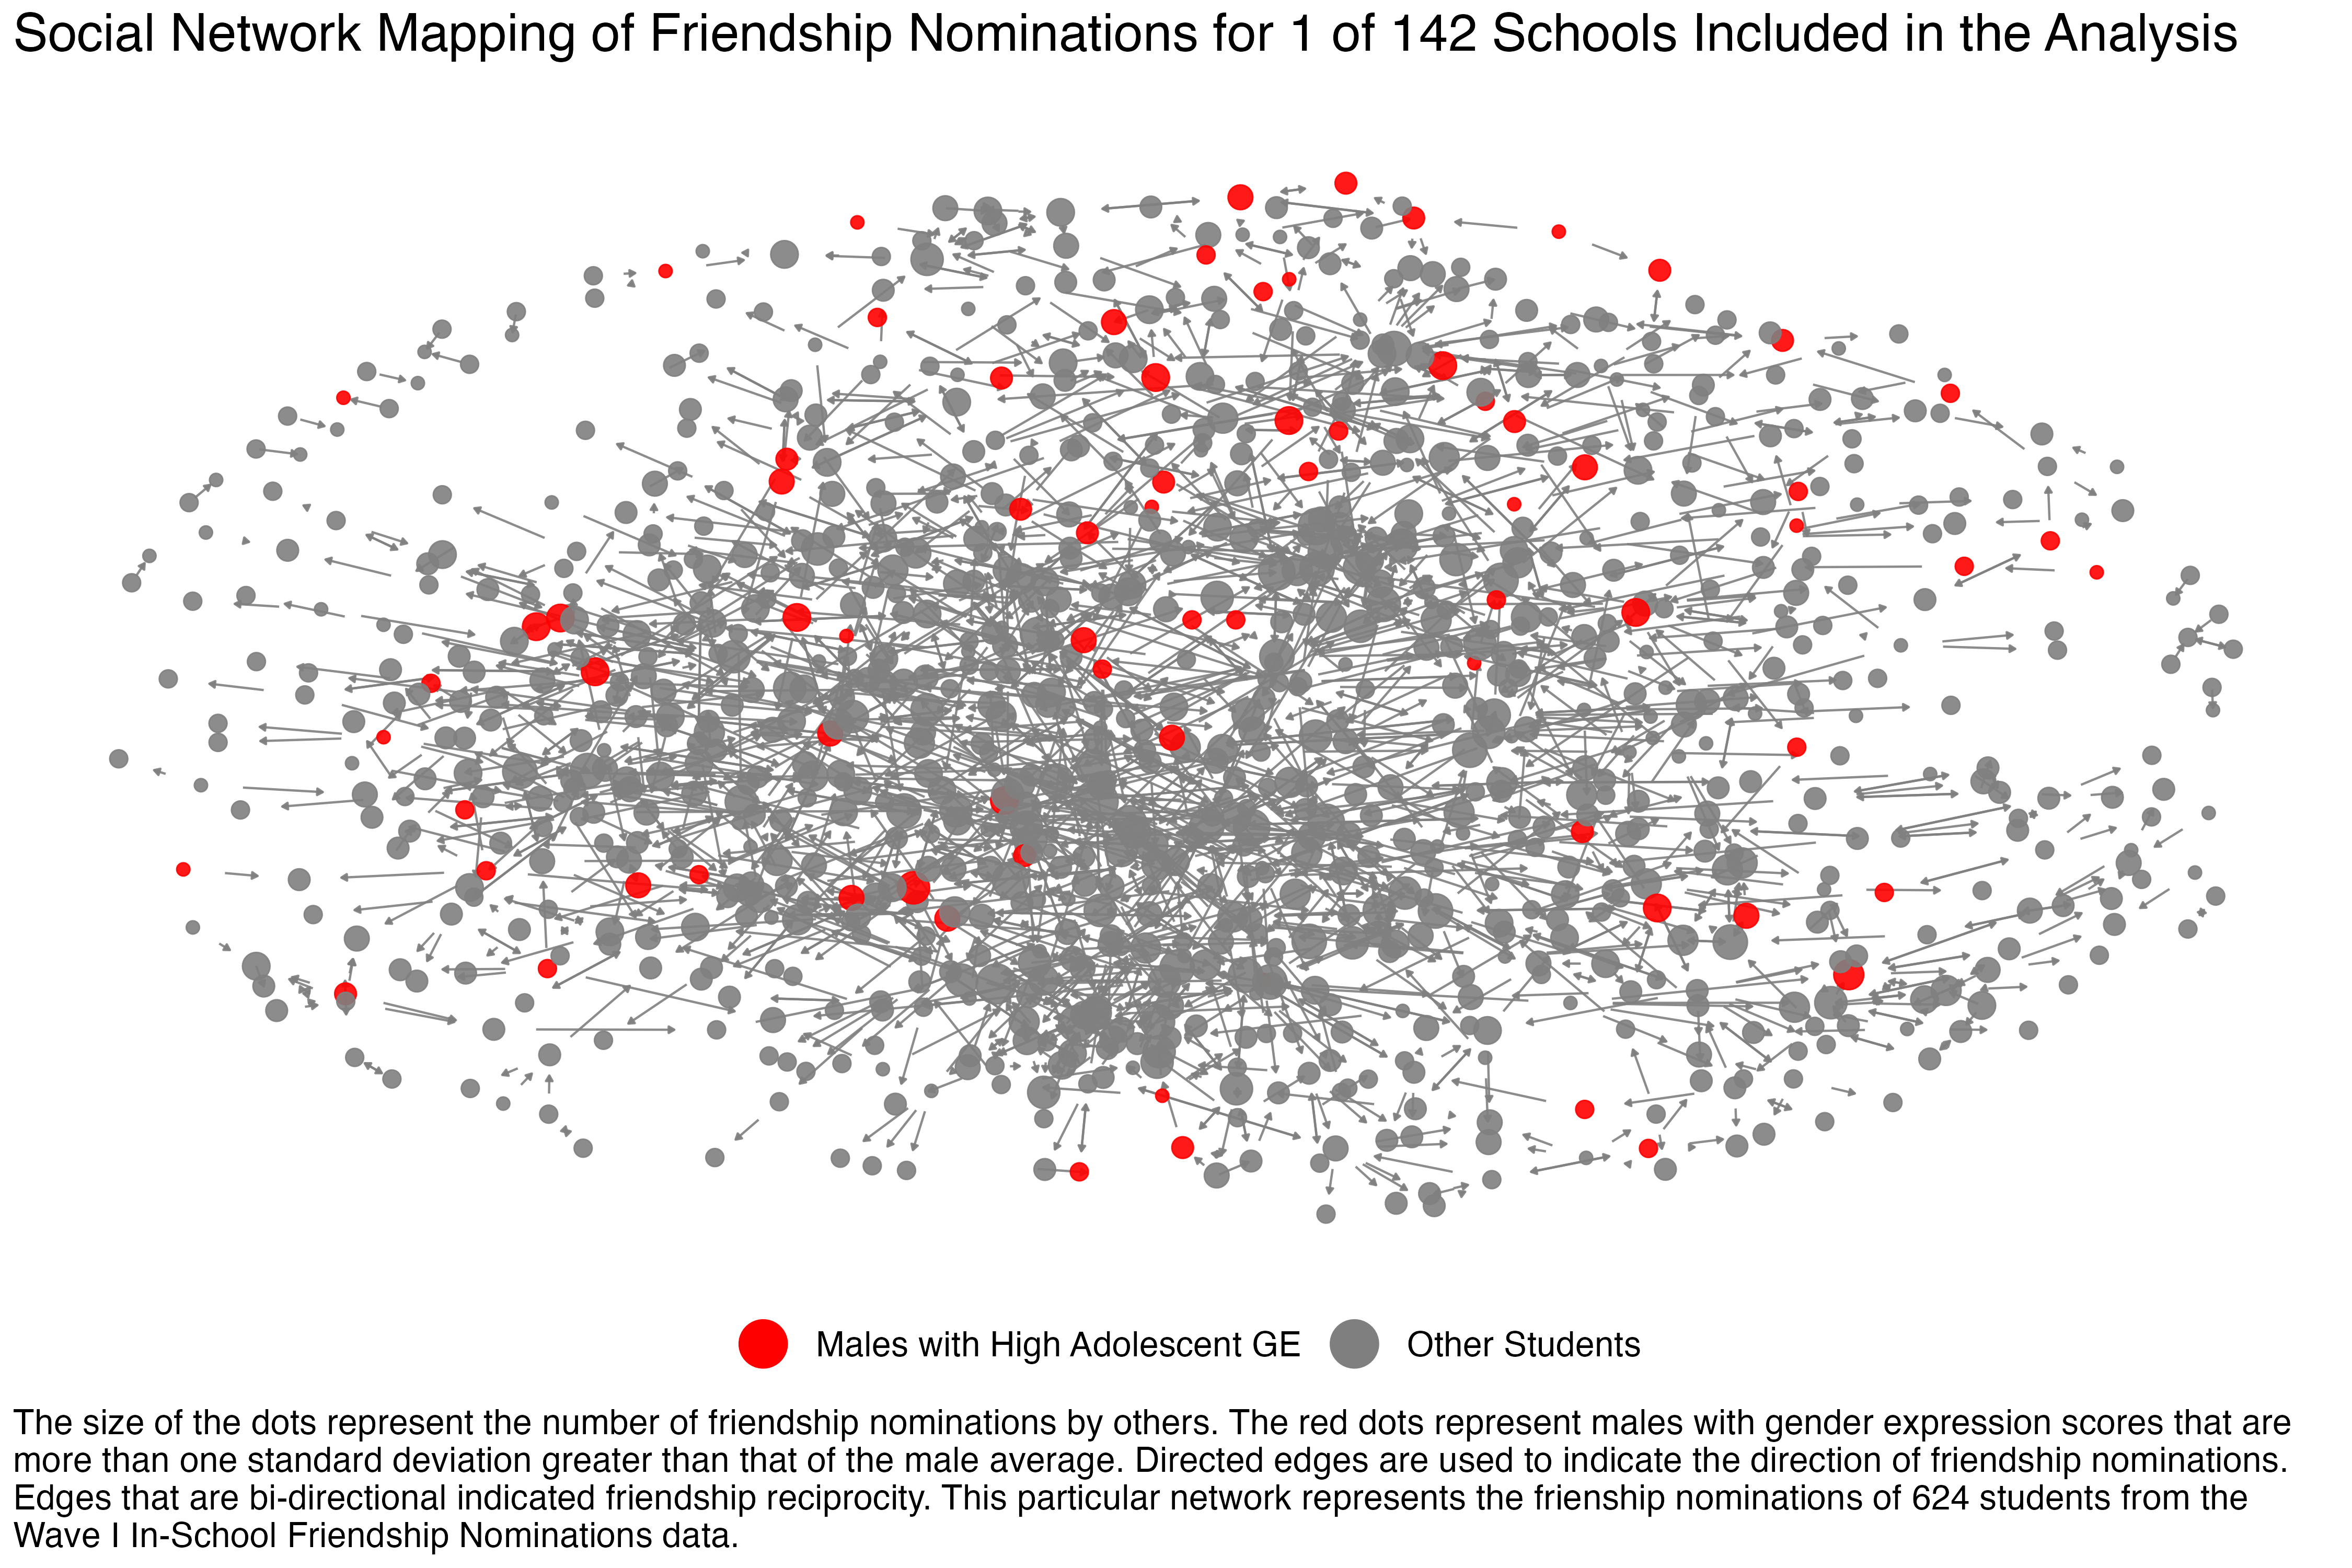 Social Network Mapping of Friendship Nominations for 1 of 142 Schools Included in the Analysis
Males with High Adolescent GE
Other Students
The size of the dots represent the number of friendship nominations by others. The red dots represent males with gender expression scores that are
more than one standard deviation greater than that of the male average. Directed edges are used to indicate the direction of friendship nominations.
Edges that are bi-directional indicated friendship reciprocity. This particular network represents the frienship nominations of 624 students from the
Wave I In-School Friendship Nominations data.